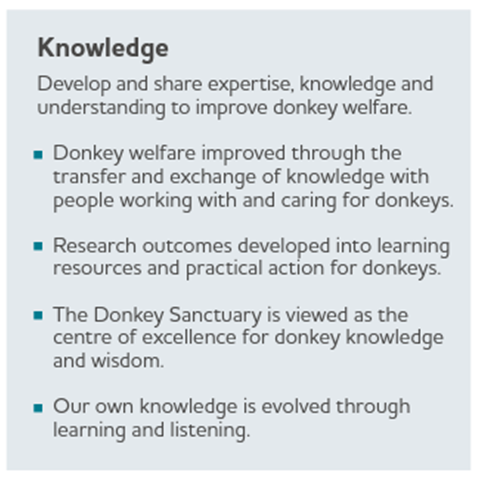 Knowledge
Develop and share expertise, knowledge and
understanding to improve donkey welfare.
Donkey welfare improved through the
transfer and exchange of knowledge with
people working with and caring for donkeys.
Research outcomes developed into learning
resources and practical action for donkeys.
The Donkey Sanctuary is viewed as the
centre of excellence for donkey knowledge
and wisdom.
Our own knowledge is evolved through
learning and listening.